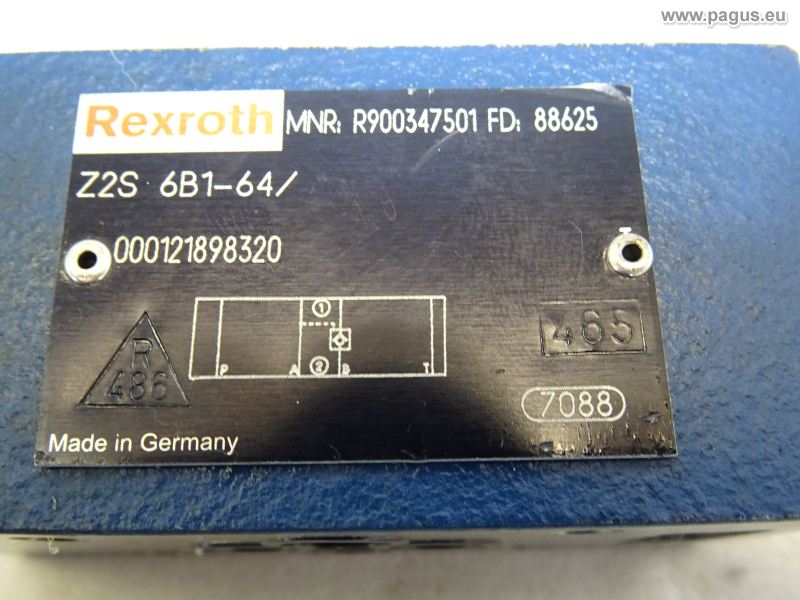 www.pagus.eu
Rexroth MNR: R900347501 FD: 88625
Z2S 6B1-64/
000121898320
1
P A 2 B T
R
486
465
7088
Made in Germany